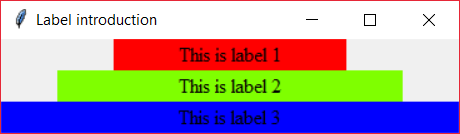 Label introduction
This is label 1
This is label 2
This is label 3